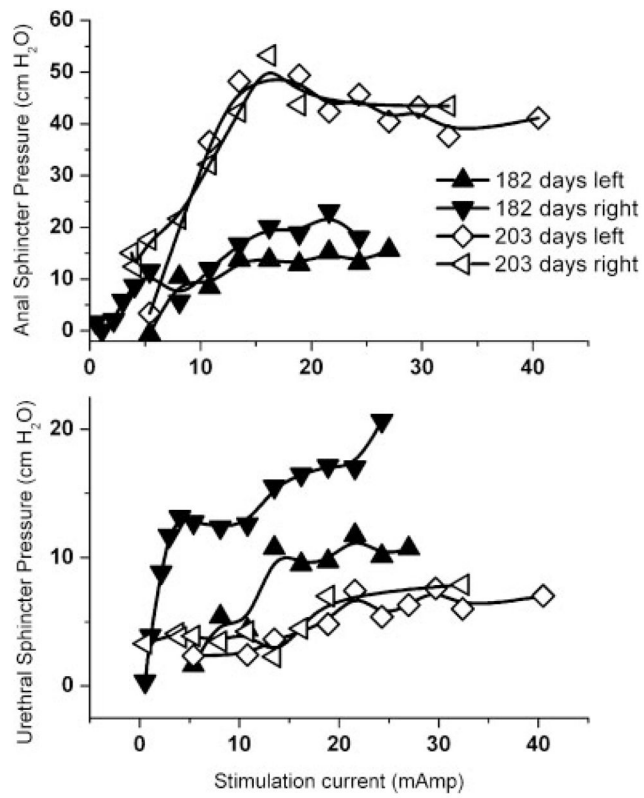 Anal Sphincter Pressure (cm H₂O)
60
50
40
30
20
10
0
182 days left
182 days right
203 days left
203 days right
0 10 20 30 40
Urethral Sphincter Pressure (cm H₂O)
20
10
0
0 10 20 30 40
Stimulation current (mAmp)